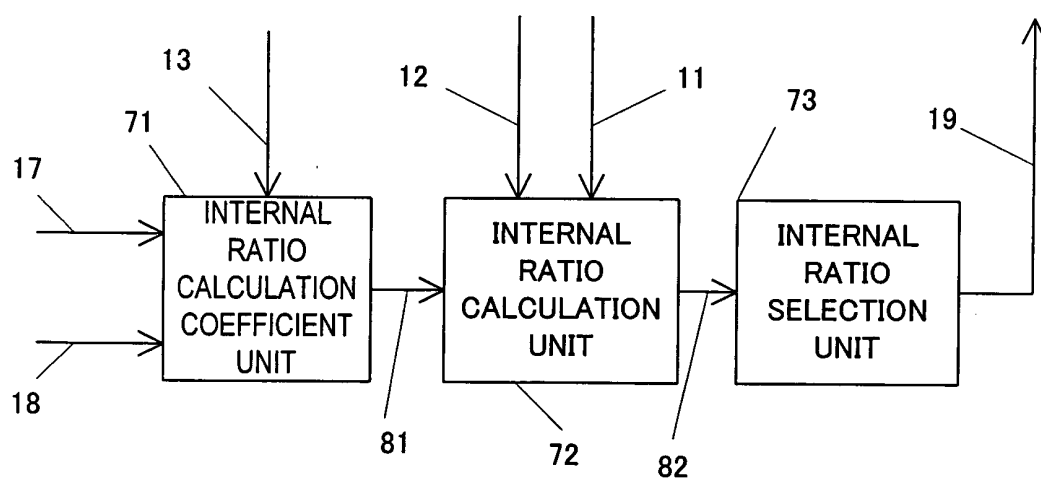 13
12
11
71
73
19
17
INTERNAL
RATIO
CALCULATION
COEFFICIENT
UNIT
INTERNAL
RATIO
CALCULATION
UNIT
INTERNAL
RATIO
SELECTION
UNIT
18
81
72
82